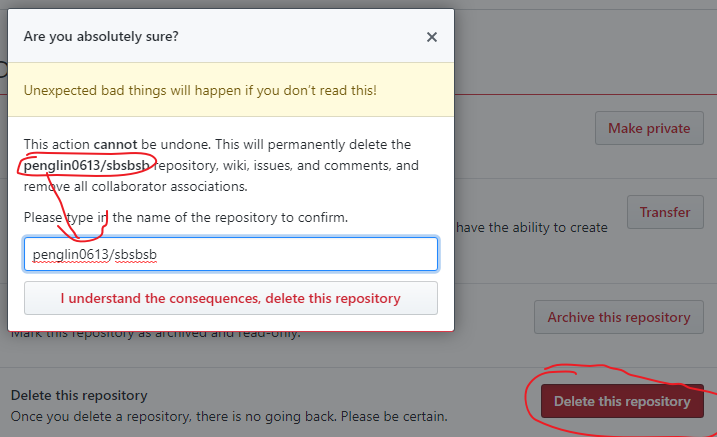 Are you absolutely sure?
Unexpected bad things will happen if you don't read this!
This action cannot be undone. This will permanently delete the
penglin0613/sbsbsb repository, wiki, issues, and comments, and
remove all collaborator associations.
Please type in the name of the repository to confirm.
penglin0613/sbsbsb
I understand the consequences, delete this repository
Make private
Transfer
have the ability to create
Archive this repository
Mark this repository as archived and read-only.
Delete this repository
Once you delete a repository, there is no going back. Please be certain.
Delete this repository